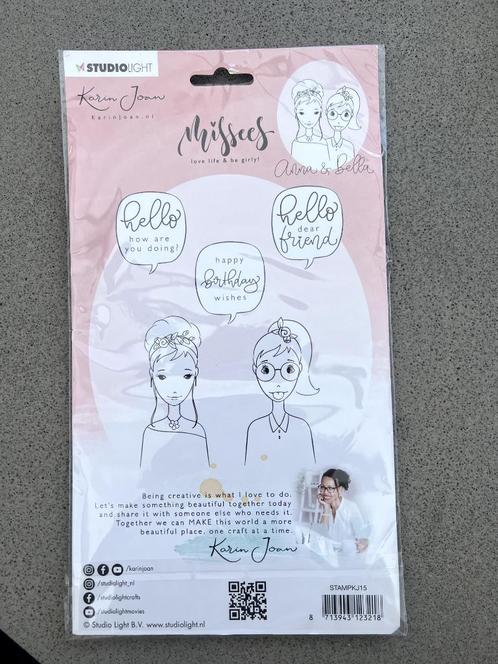 STUDIOLIGHT
Karin Joan
KarinJoan.nl
Missees
love life & be girly!
Anna & Bella
hello
how are
you doing?
hello
dear
friend
happy
birthday
wishes
Being creative is what I love to do.
Let's make something beautiful together today
and share it with someone else who needs it.
Together we can MAKE this world a more
beautiful place, one craft at a time.
Karin Joan
/karinjoan
/studiolight_nl
/studiolightcrafts
/studiolightmovies
© Studio Light B.V. www.studiolight.nl
STAMPKJ15
8 713943 123218